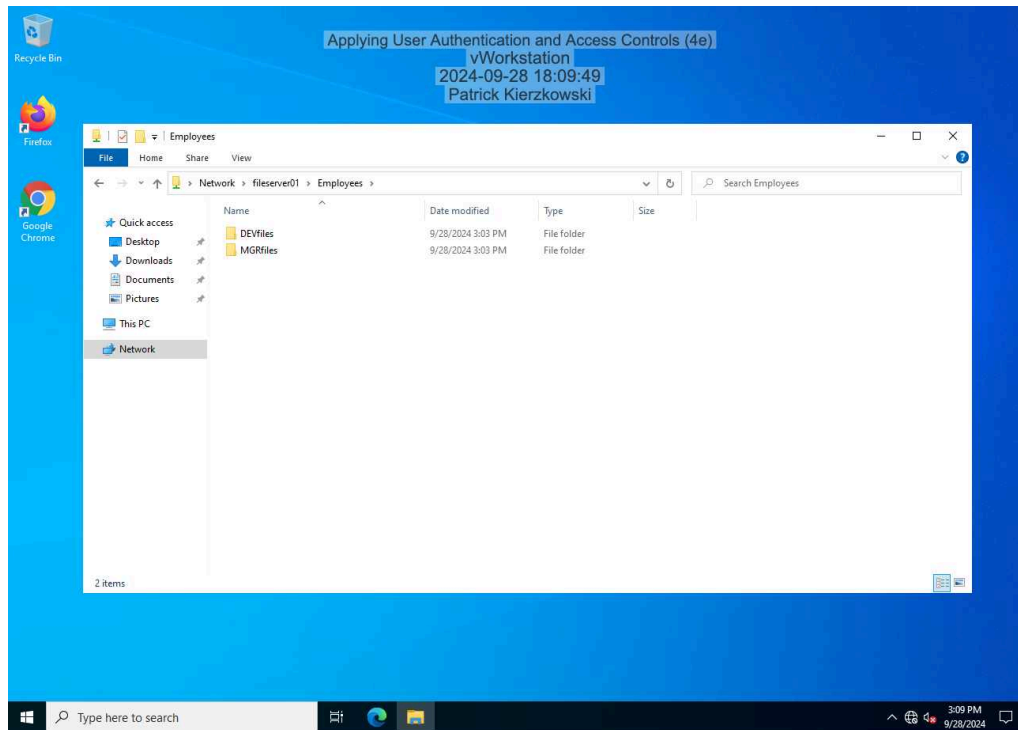 Recycle Bin
Applying User Authentication and Access Controls (4e)
vWorkstation
2024-09-28 18:09:49
Patrick Kierzkowski
Firefox
Google
Chrome
Employees
File Home Share View
Network › fileserver01 › Employees ›
Search Employees
Name Date modified Type Size
Quick access
Desktop
Downloads
Documents
Pictures
This PC
Network
DEVfiles 9/28/2024 3:03 PM File folder
MGRfiles 9/28/2024 3:03 PM File folder
2 items
Type here to search
3:09 PM
9/28/2024